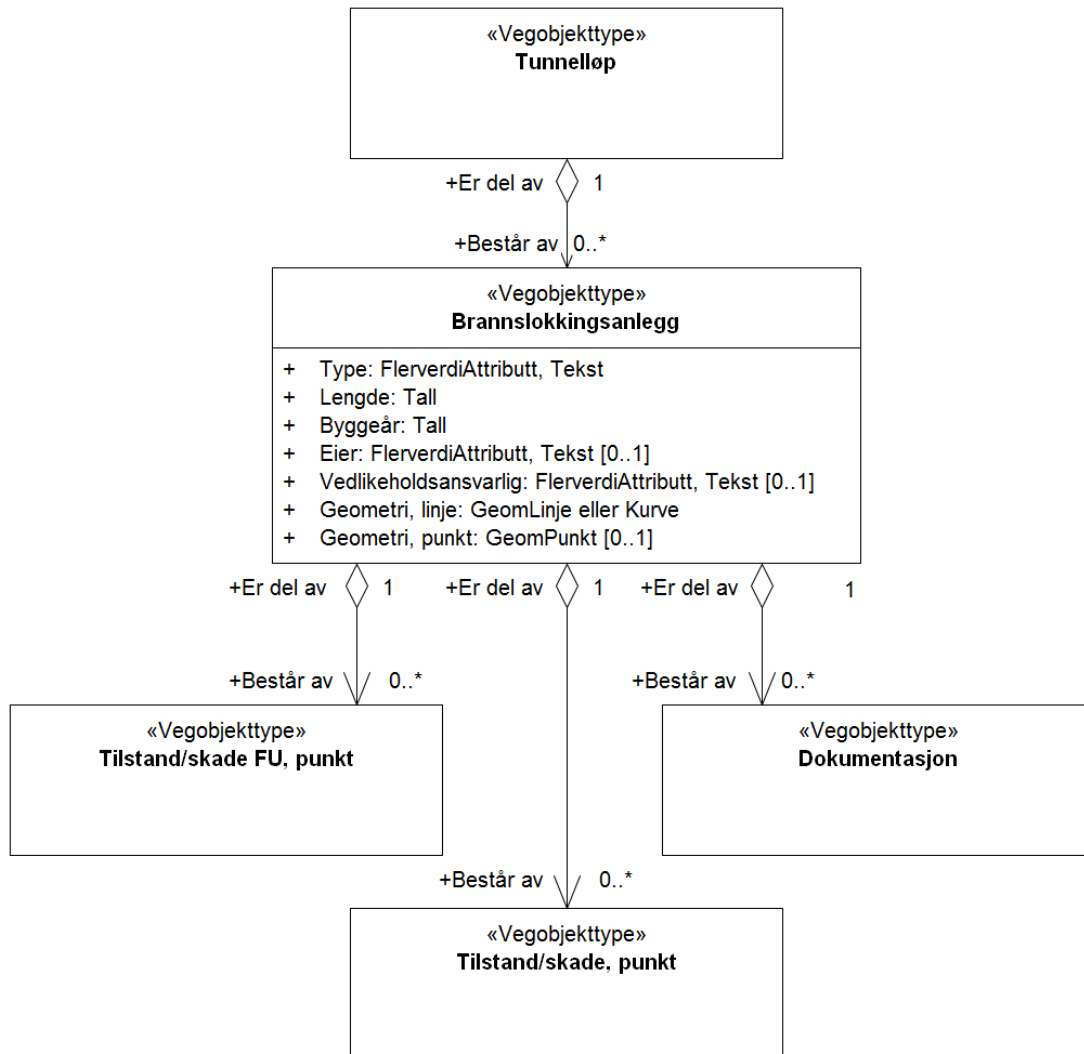 «Vegobjekttype»
Tunnelløp
+Er del av 1
+Består av 0..*
«Vegobjekttype»
Brannslokkingsanlegg
+ Type: FlerverdiAttributt, Tekst
+ Lengde: Tall
+ Byggeår: Tall
+ Eier: FlerverdiAttributt, Tekst [0..1]
+ Vedlikeholdsansvarlig: FlerverdiAttributt, Tekst [0..1]
+ Geometri, linje: GeomLinje eller Kurve
+ Geometri, punkt: GeomPunkt [0..1]
+Er del av 1 +Er del av 1 +Er del av 1
+Består av 0..* +Består av 0..*
«Vegobjekttype»
Tilstand/skade FU, punkt
«Vegobjekttype»
Dokumentasjon
+Består av 0..*
«Vegobjekttype»
Tilstand/skade, punkt